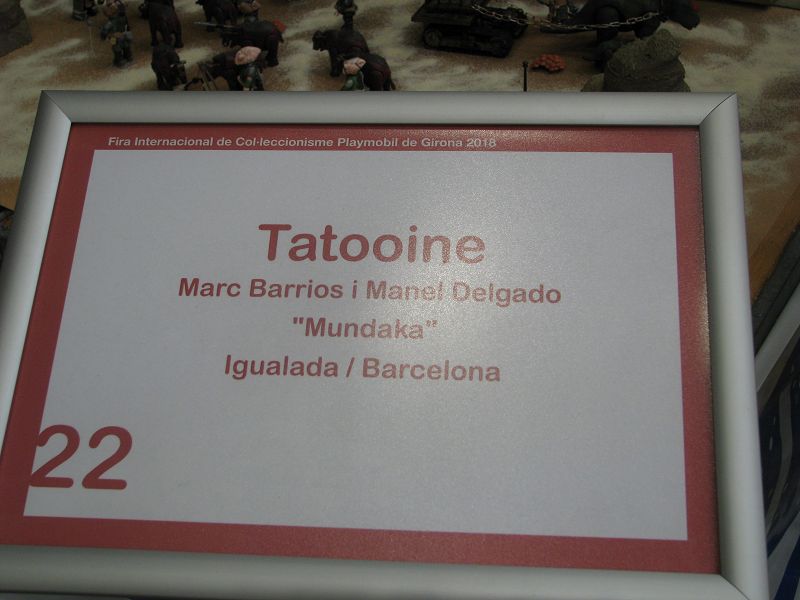 Fira Internacional de Col·leccionisme Playmobil de Girona 2018
Tatooine
Marc Barrios i Manel Delgado
"Mundaka"
Igualada / Barcelona
22